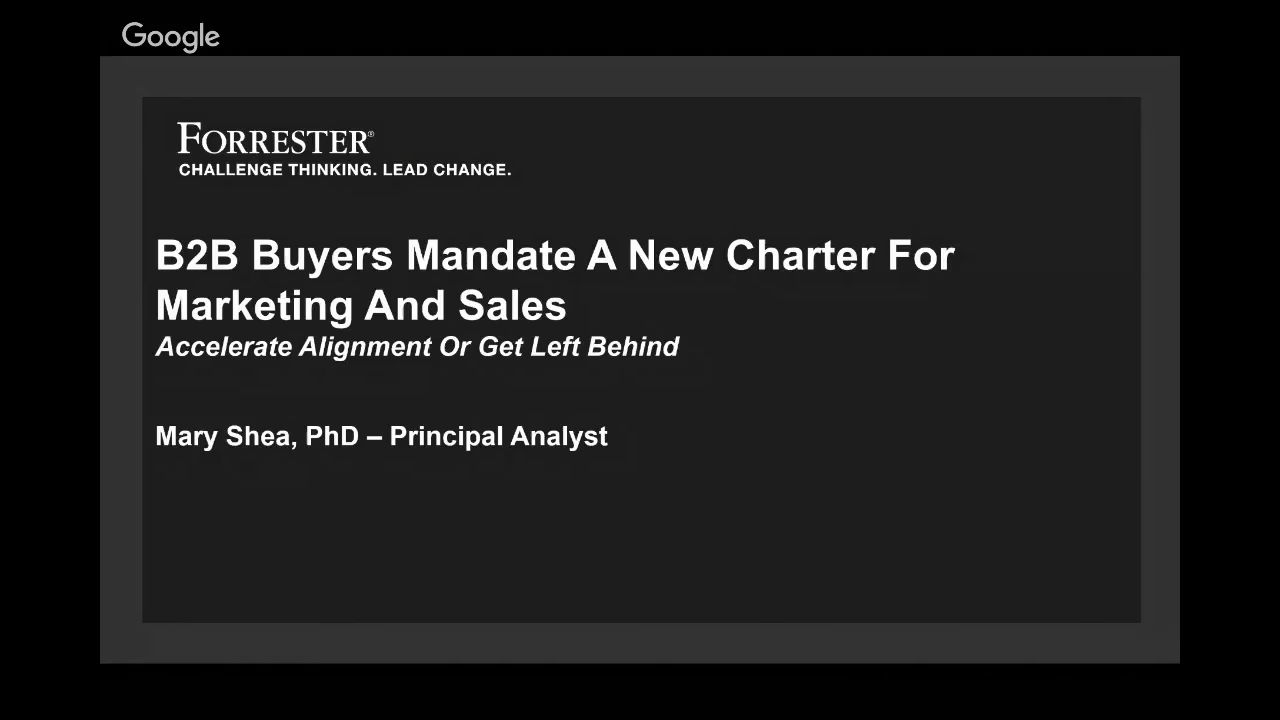 Google
FORRESTER®
CHALLENGE THINKING. LEAD CHANGE.
B2B Buyers Mandate A New Charter For
Marketing And Sales
Accelerate Alignment Or Get Left Behind
Mary Shea, PhD – Principal Analyst